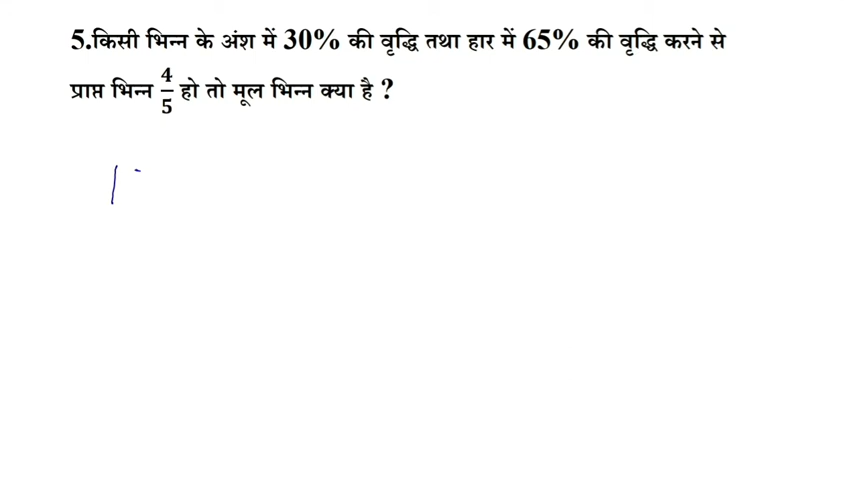 5.किसी भिन्न के अंश में 30% की वृद्धि तथा हार में 65% की वृद्धि करने से
प्राप्त भिन्न 4/5 हो तो मूल भिन्न क्या है ?